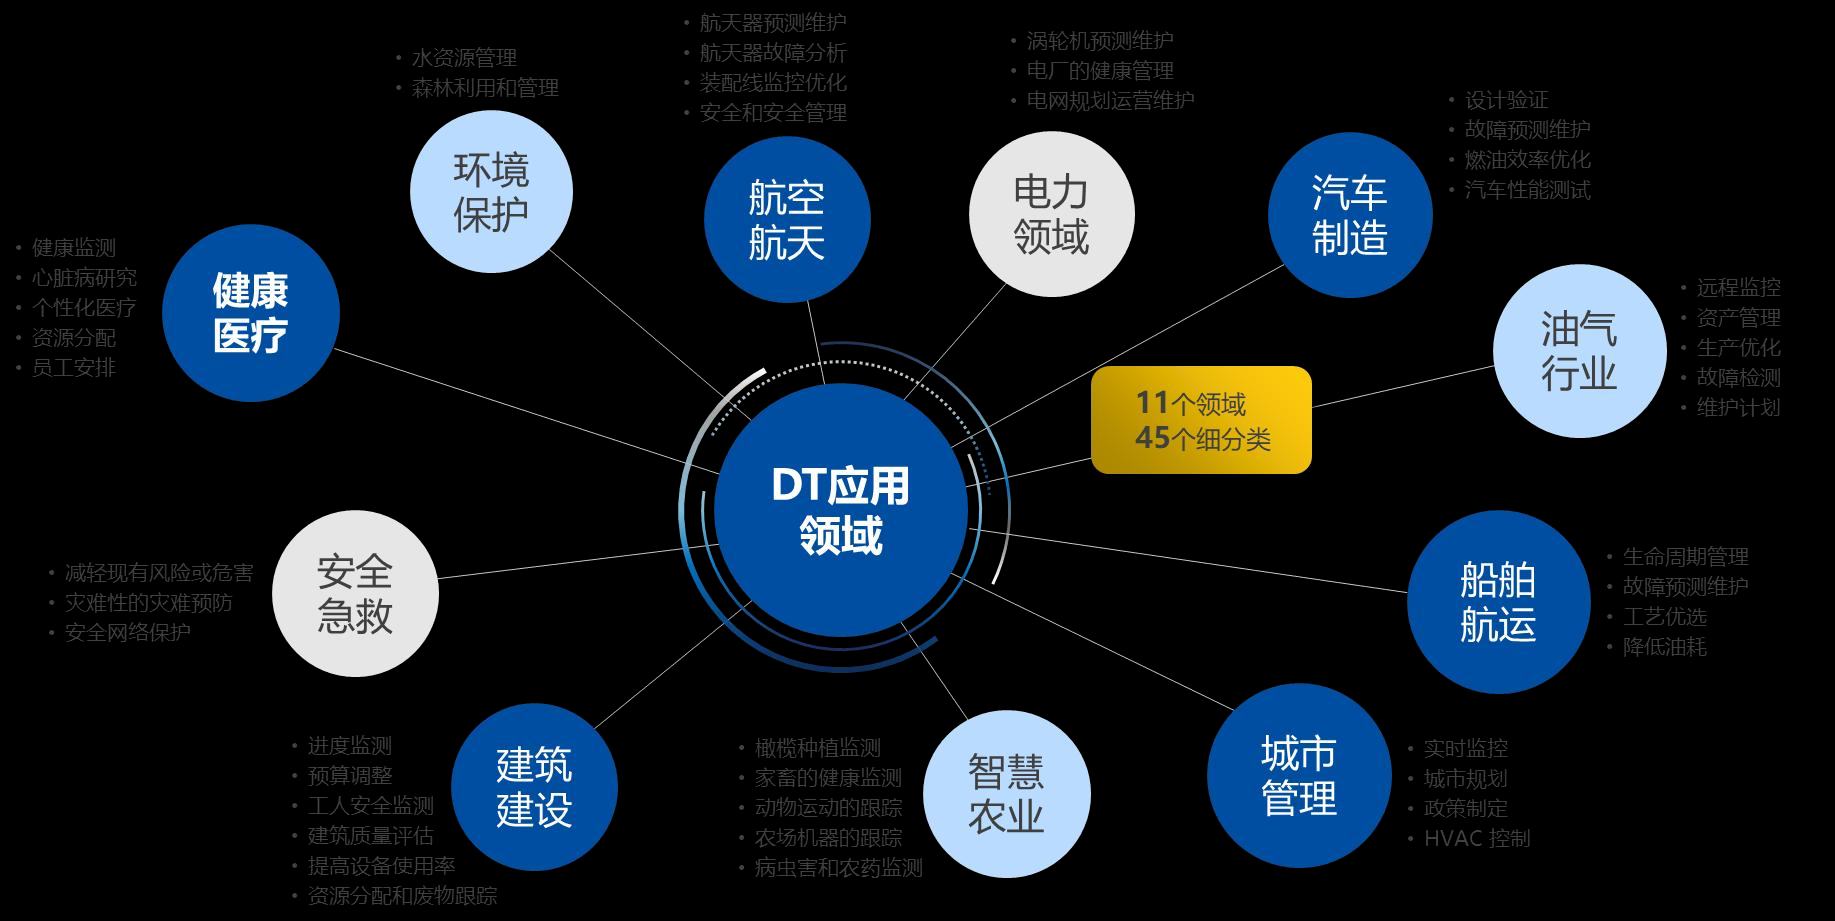 • 水资源管理
• 森林利用和管理
环境
保护
• 航天器预测维护
• 航天器故障分析
• 装配线监控优化
• 安全和安全管理
航空
航天
• 涡轮机预测维护
• 电厂的健康管理
• 电网规划运营维护
电力
领域
• 设计验证
• 故障预测维护
• 燃油效率优化
• 汽车性能测试
汽车
制造
• 健康监测
• 心脏病研究
• 个性化医疗
• 资源分配
• 员工安排
健康
医疗
油气
行业
• 远程监控
• 资产管理
• 生产优化
• 故障检测
• 维护计划
11个领域
45个细分类
DT应用
领域
• 减轻现有风险或危害
• 灾难性的灾难预防
• 安全网络保护
安全
急救
船舶
航运
• 生命周期管理
• 故障预测维护
• 工艺优选
• 降低油耗
• 进度监测
• 预算调整
• 工人安全监测
• 建筑质量评估
• 提高设备使用率
• 资源分配和废物跟踪
建筑
建设
• 橄榄种植监测
• 家畜的健康监测
• 动物运动的跟踪
• 农场机器的跟踪
• 病虫害和农药监测
智慧
农业
城市
管理
• 实时监控
• 城市规划
• 政策制定
• HVAC 控制